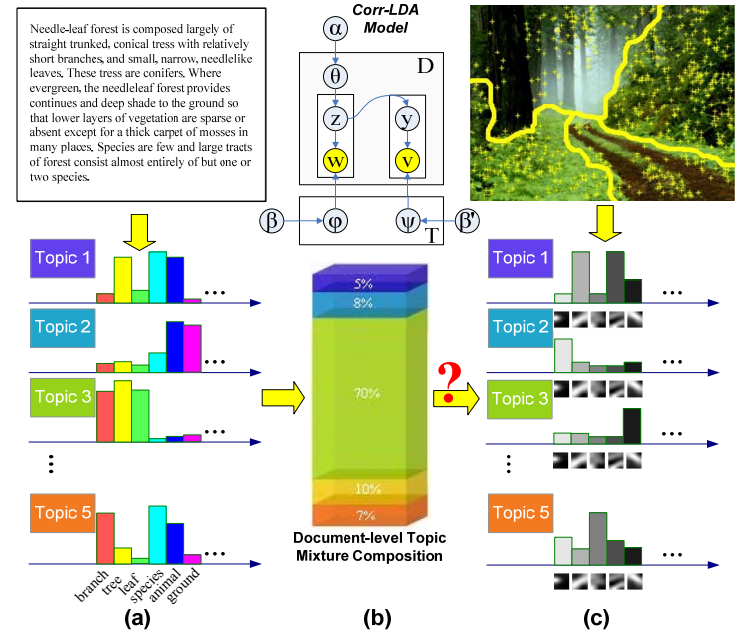 Needle-leaf forest is composed largely of
straight trunked, conical tress with relatively
short branches, and small, narrow, needlelike
leaves. These tress are conifers. Where
evergreen, the needleleaf forest provides
continues and deep shade to the ground so
that lower layers of vegetation are sparse or
absent except for a thick carpet of mosses in
many places. Species are few and large tracts
of forest consist almost entirely of but one or
two species.
Topic 1
...
Topic 2
...
Topic 3
...
Topic 5
...
branch
tree
leaf
species
animal
ground
(a)
Corr-LDA
Model
α
θ
D
z
y
w
v
β
φ
ψ
β'
T
5%
8%
70%
10%
7%
?
Document-level Topic
Mixture Composition
(b)
Topic 1
...
Topic 2
...
Topic 3
...
Topic 5
...
(c)